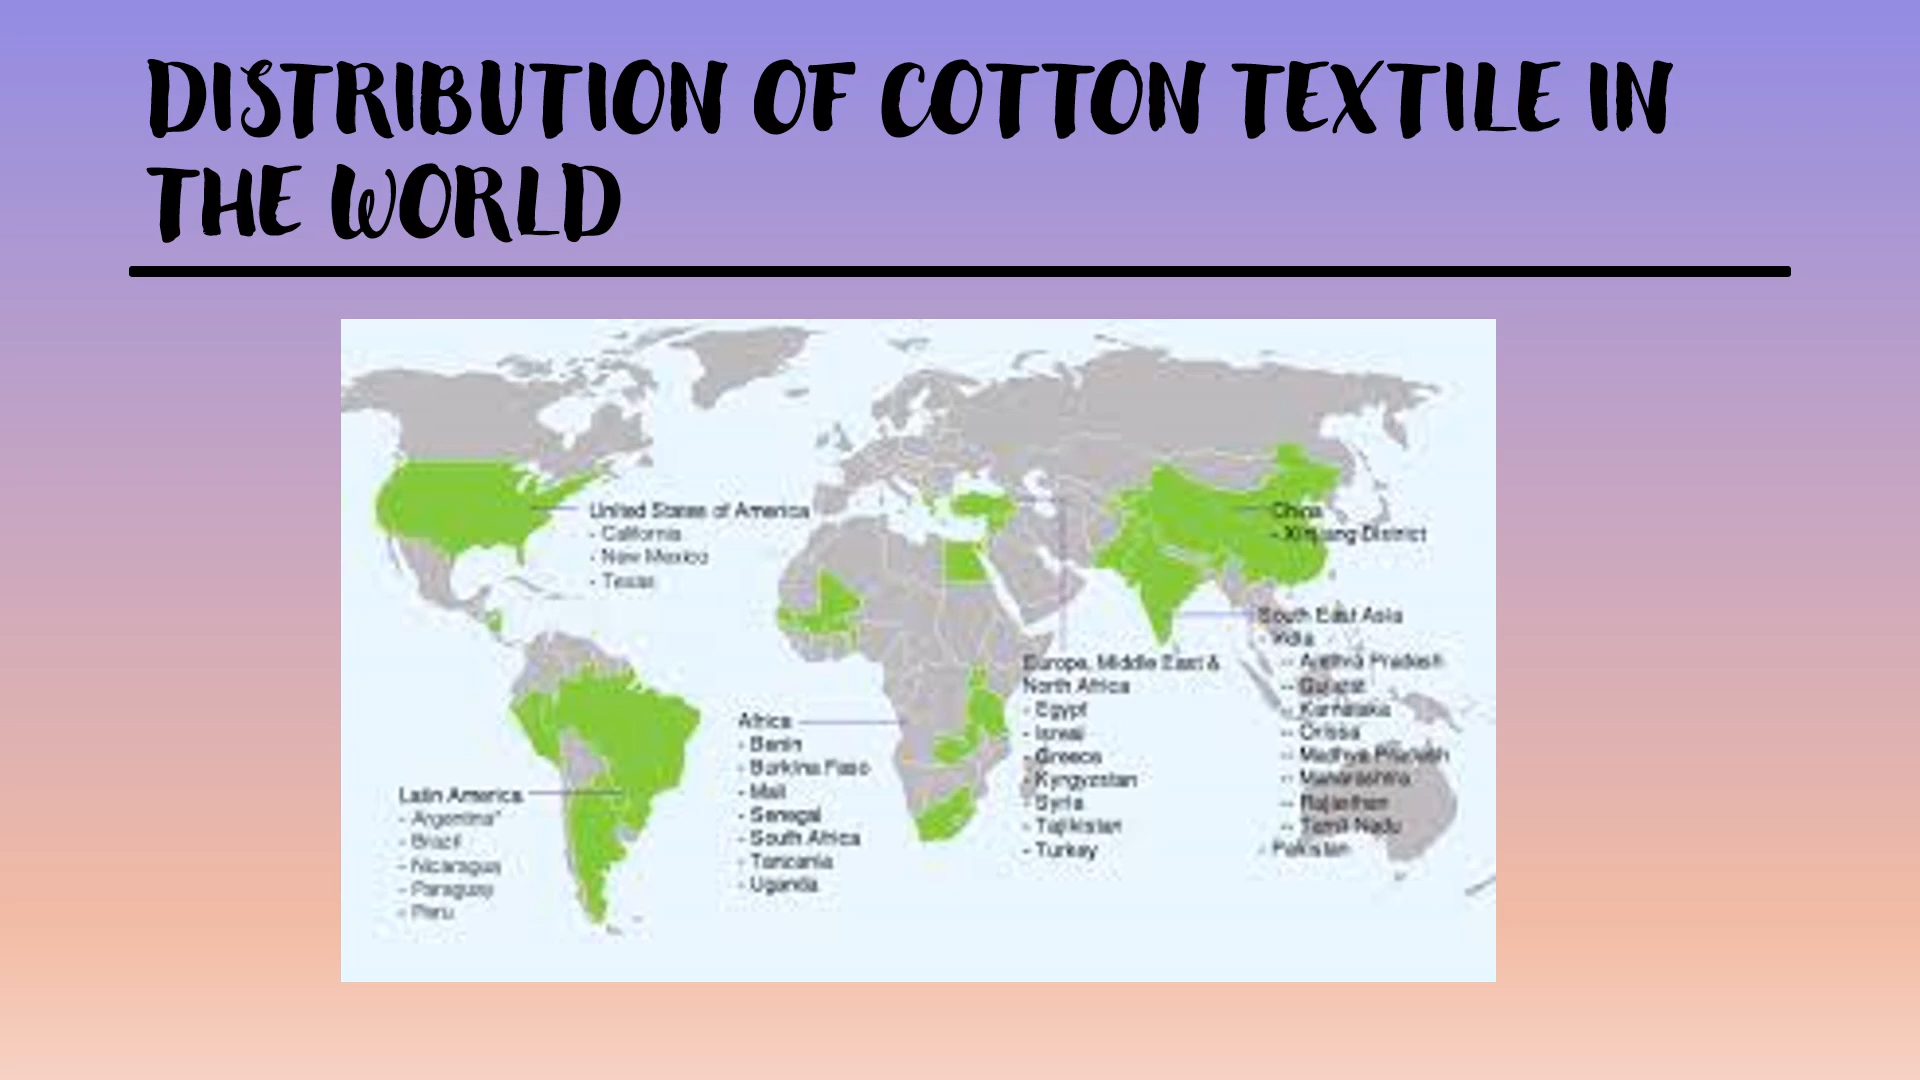 DISTRIBUTION OF COTTON TEXTILE IN
THE WORLD
United States of America
- California
- New Mexico
- Texas
China
- Xinjiang District
South East Asia
- India
-- Andhra Pradesh
-- Gujarat
-- Karnataka
-- Orissa
-- Madhya Pradesh
-- Maharashtra
-- Rajasthan
-- Tamil Nadu
- Pakistan
Europe, Middle East &
North Africa
- Egypt
- Isreal
- Greece
- Kyrgyzstan
- Syria
- Tajikistan
- Turkey
Africa
- Benin
- Burkina Faso
- Mali
- Senegal
- South Africa
- Tanzania
- Uganda
Latin America
- Argentina*
- Brazil
- Nicaragua
- Paraguay
- Peru